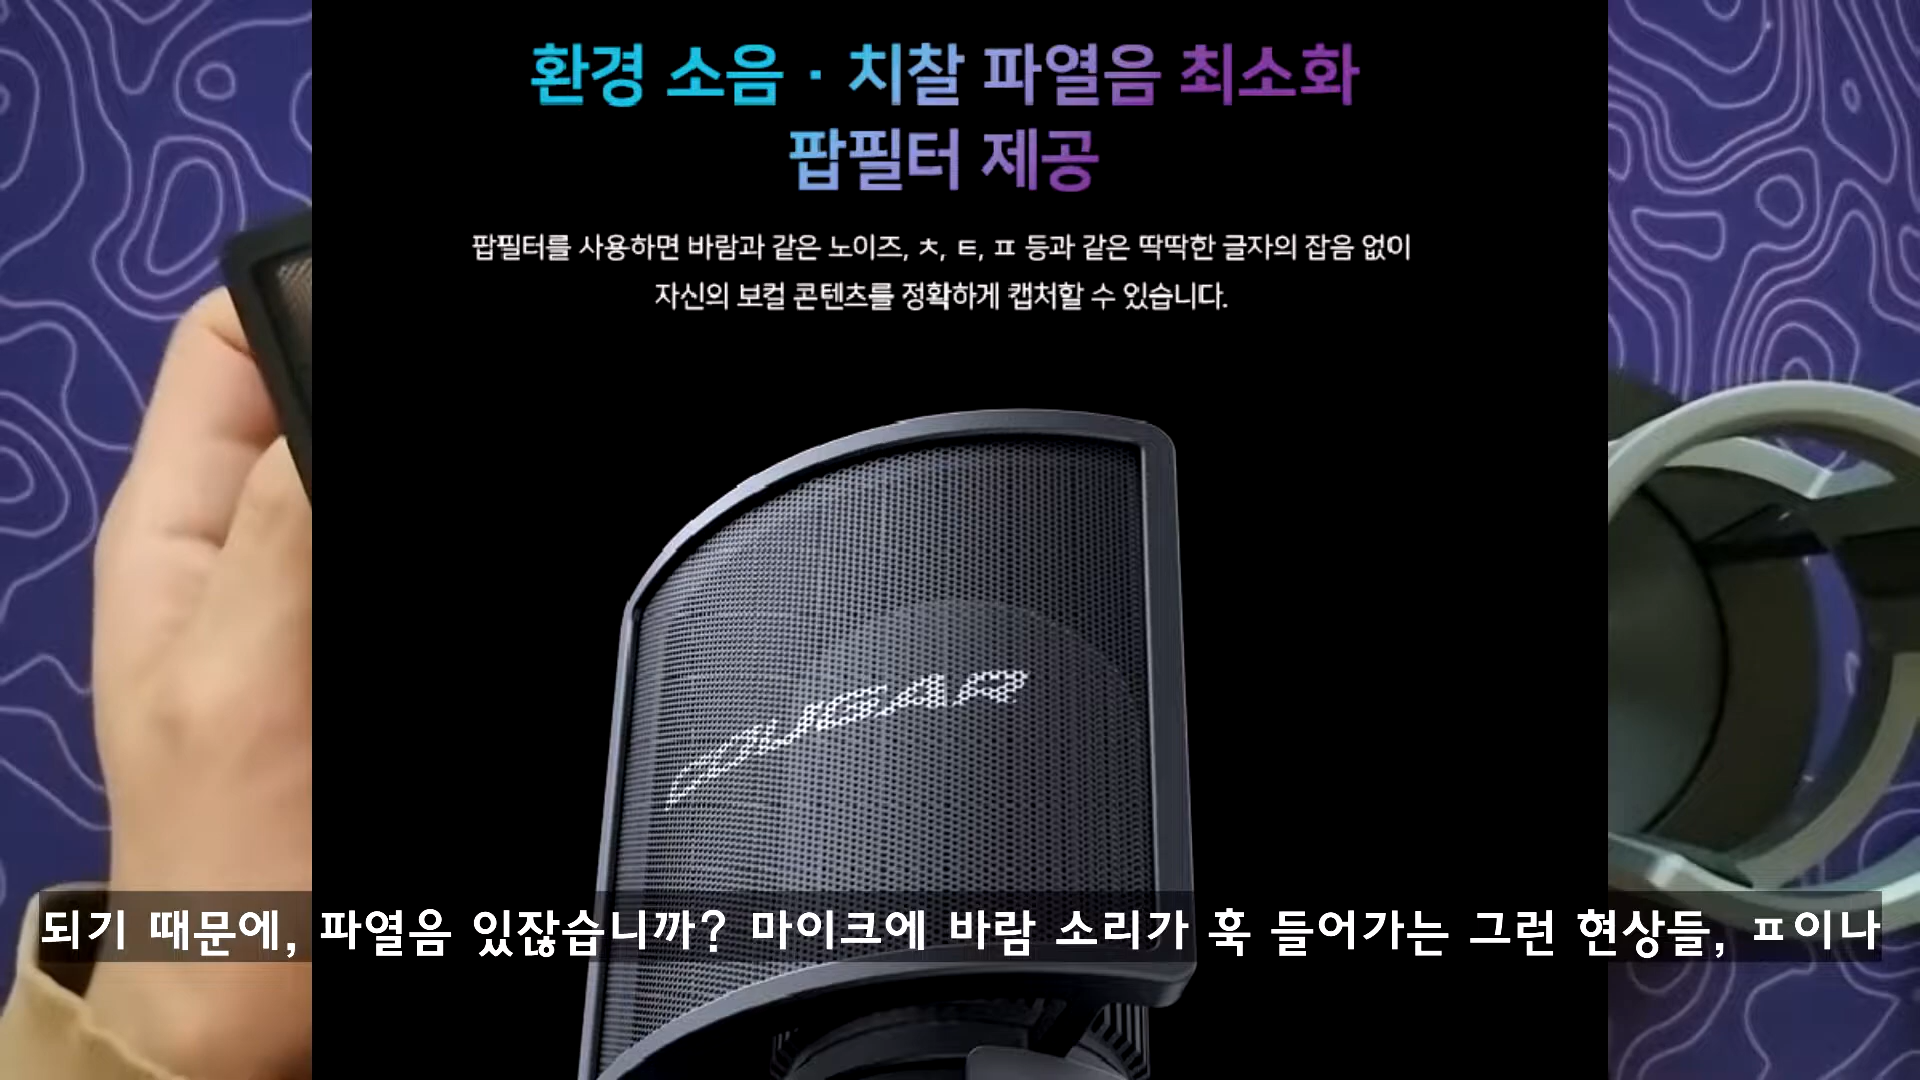 환경 소음 · 치찰 파열음 최소화
팝필터 제공
팝필터를 사용하면 바람과 같은 노이즈, ㅊ, ㅌ, ㅍ 등과 같은 딱딱한 글자의 잡음 없이
자신의 보컬 콘텐츠를 정확하게 캡처할 수 있습니다.
COUGAR
되기 때문에, 파열음 있잖습니까? 마이크에 바람 소리가 훅 들어가는 그런 현상들, ㅍ이나